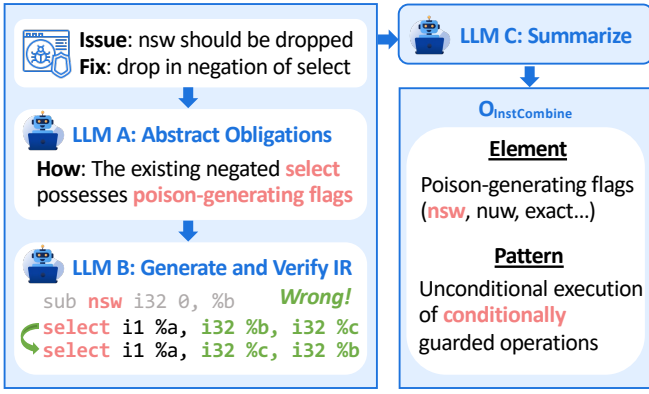 Issue: nsw should be dropped
Fix: drop in negation of select
LLM A: Abstract Obligations
How: The existing negated select
possesses poison-generating flags
LLM B: Generate and Verify IR
sub nsw i32 0, %b Wrong!
select i1 %a, i32 %b, i32 %c
select i1 %a, i32 %c, i32 %b
LLM C: Summarize
OInstCombine
Element
Poison-generating flags
(nsw, nuw, exact...)
Pattern
Unconditional execution
of conditionally
guarded operations